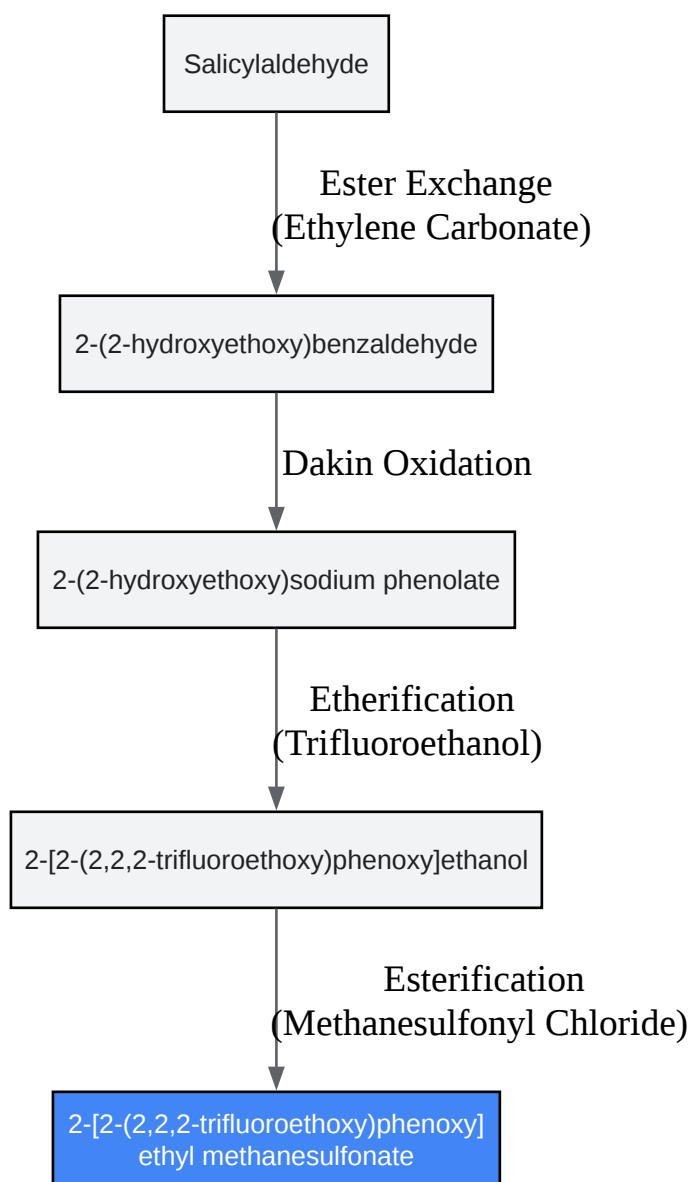 Salicylaldehyde
Ester Exchange
(Ethylene Carbonate)
2-(2-hydroxyethoxy)benzaldehyde
Dakin Oxidation
2-(2-hydroxyethoxy)sodium phenolate
Etherification
(Trifluoroethanol)
2-[2-(2,2,2-trifluoroethoxy)phenoxy]ethanol
Esterification
(Methanesulfonyl Chloride)
2-[2-(2,2,2-trifluoroethoxy)phenoxy]
ethyl methanesulfonate